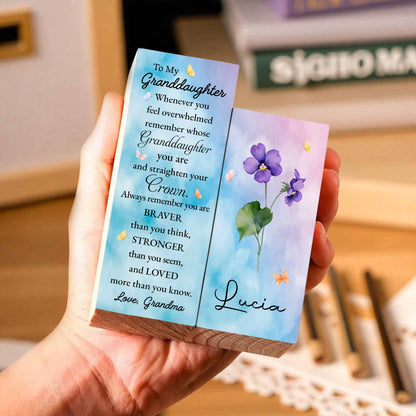 To My
Granddaughter
Whenever you
feel overwhelmed
remember whose
Granddaughter
you are
and straighten your
Crown.
Always remember you are
BRAVER
than you think,
STRONGER
than you seem,
and LOVED
more than you know.
Love, Grandma
Lucia